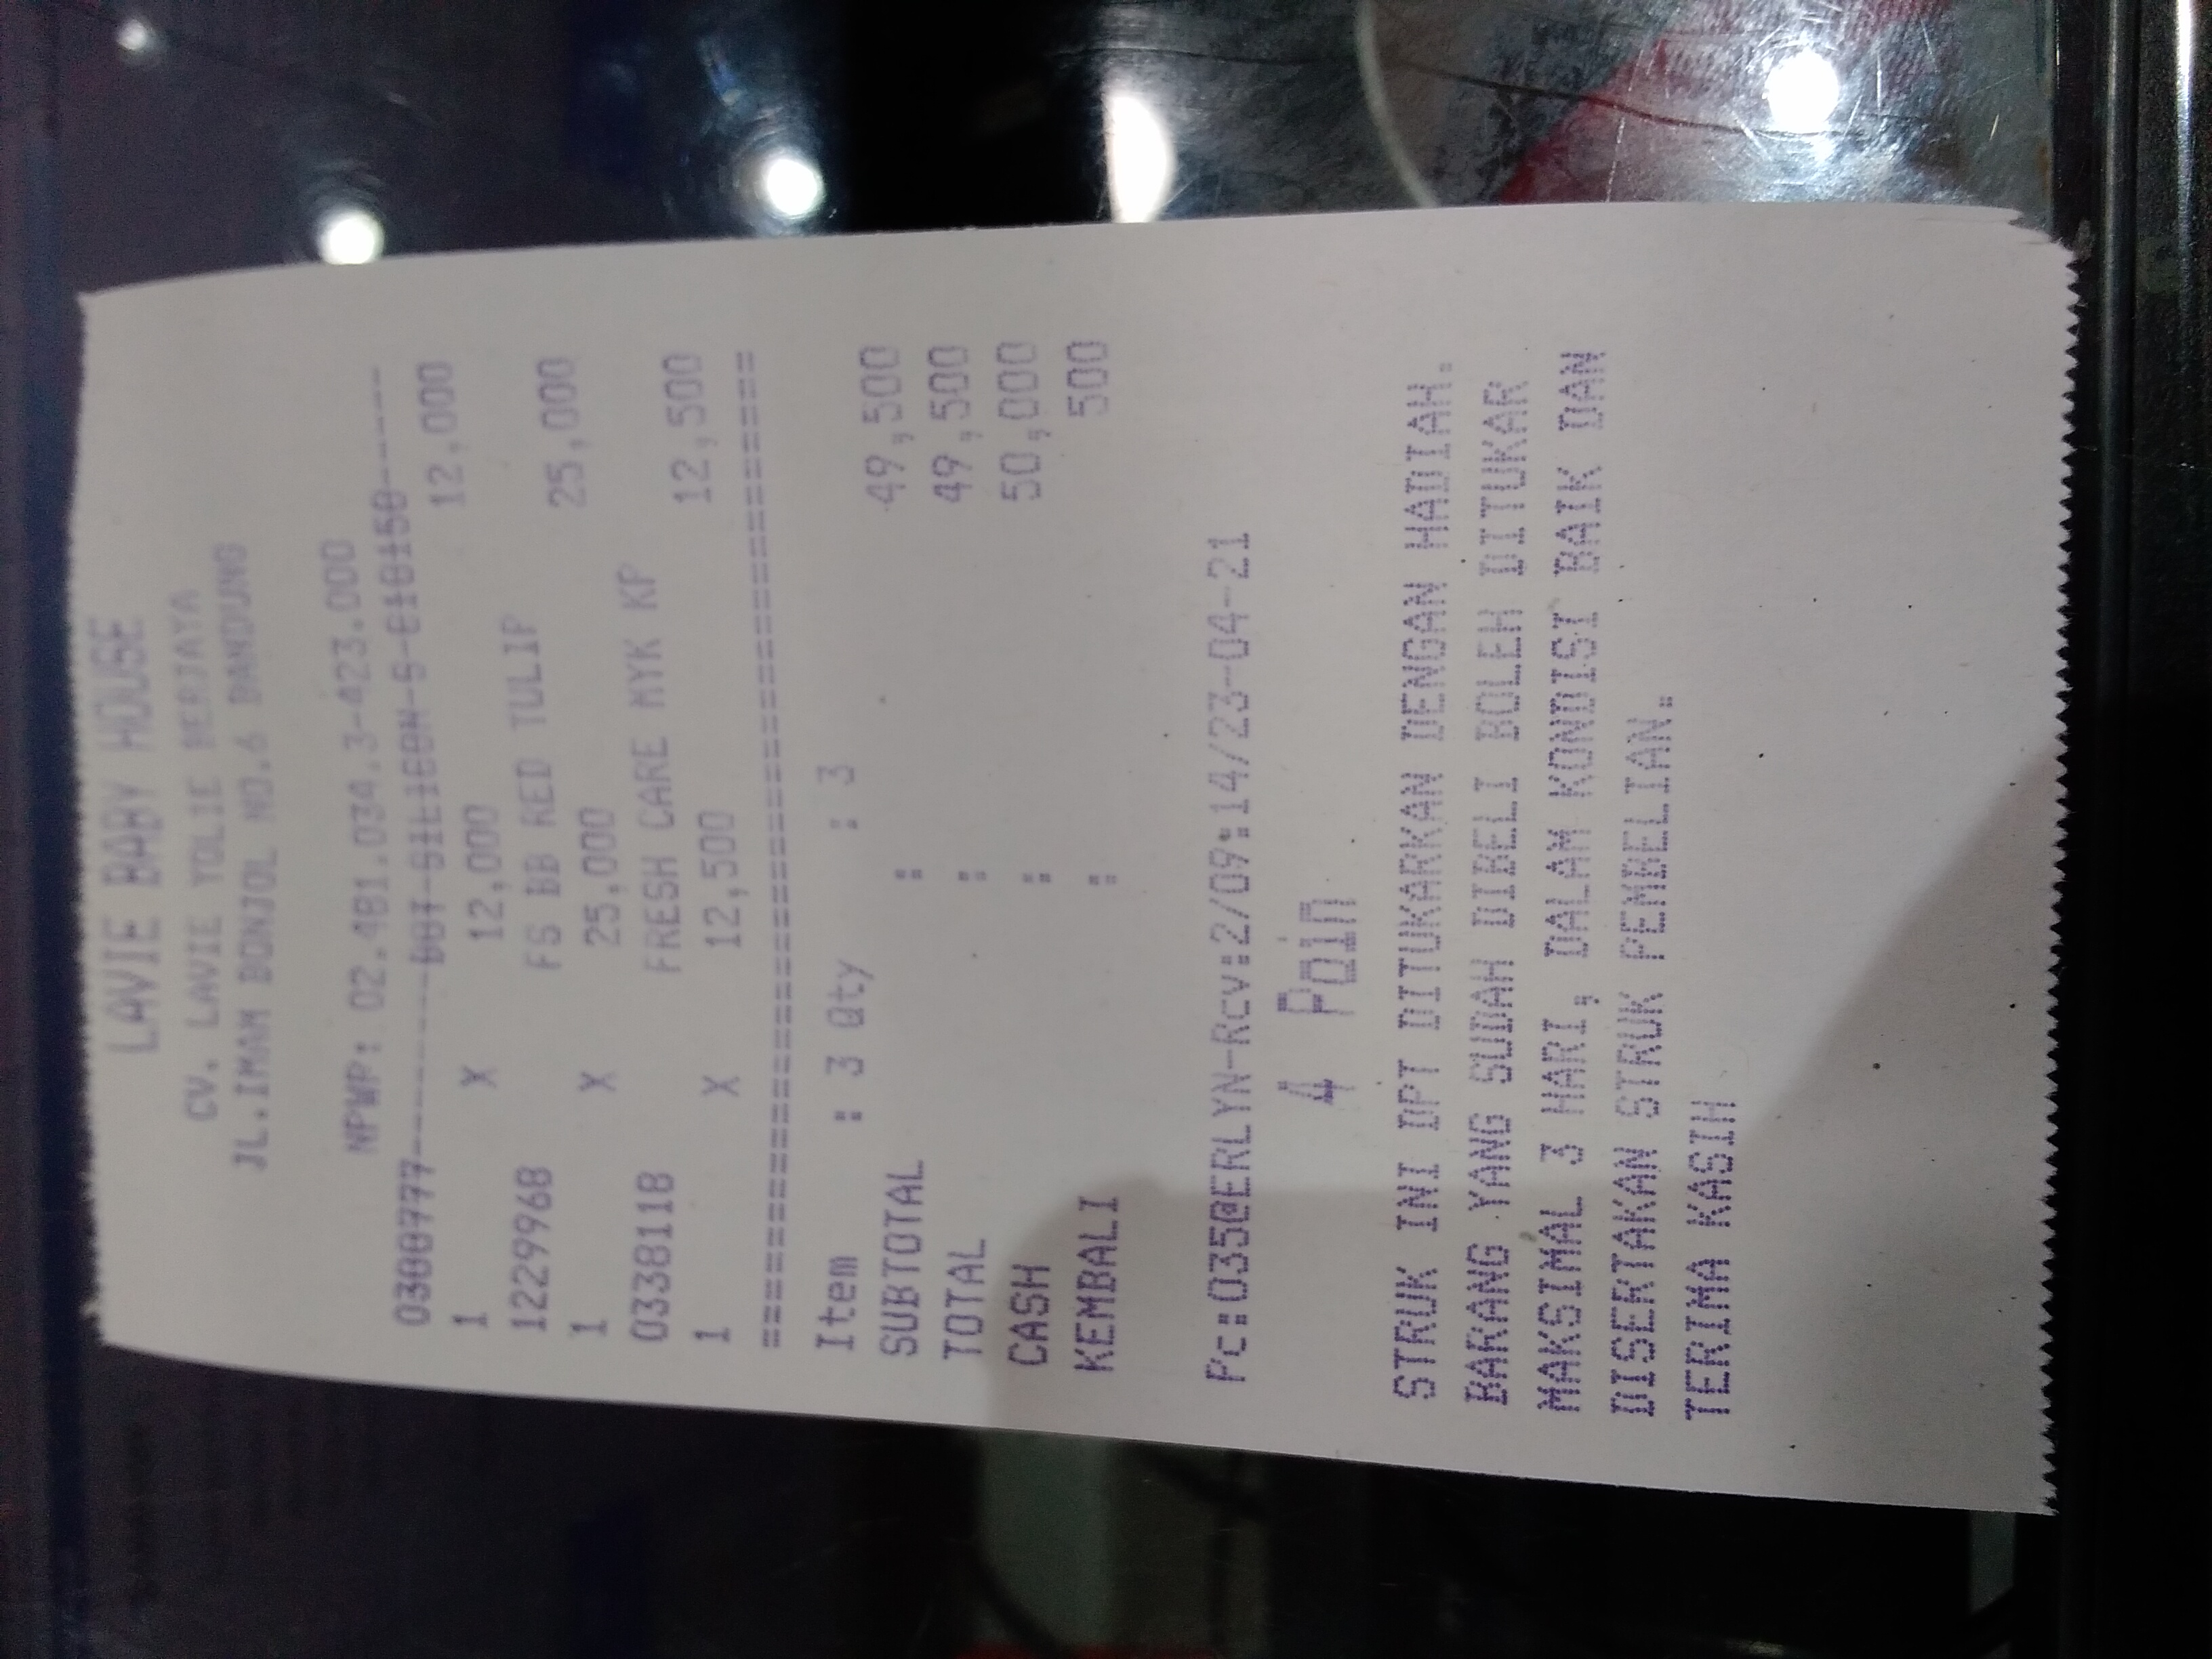 LAVIE BABY HOUSE
CV. LAVIE YOLIE BERJAYA
JL.IMAM BONJOL NO.6 BANDUNG
NPWP: 02.481.034.3-423.000
DOT SILICON S
1 X 12,000 12,000
1229968 FS BB RED TULIP
1 X 25,000 25,000
0338118 FRESH CARE MYK KP
1 X 12,500 12,500
========================================
Item : 3 Qty : 3
SUBTOTAL : 49,500
TOTAL : 49,500
CASH : 50,000
KEMBALI : 500
Pc:035@ERLYN-Rcv:2/09:14/23-04-21
4 Poin
STRUK INI DPT DITUKARKAN DENGAN HADIAH.
BARANG YANG SUDAH DIBELI BOLEH DITUKAR
MAKSIMAL 3 HARI, DALAM KONDISI BAIK DAN
DISERTAKAN STRUK PEMBELIAN.
TERIMA KASIH